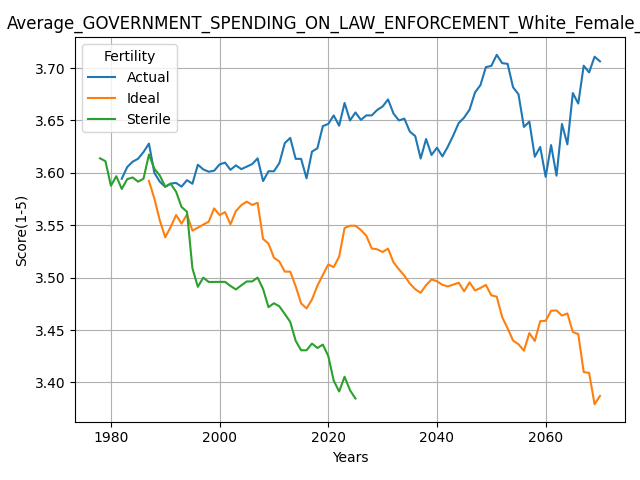 Average_GOVERNMENT_SPENDING_ON_LAW_ENFORCEMENT_White_Female_
Fertility
Actual
Ideal
Sterile
Score(1-5)
3.70
3.65
3.60
3.55
3.50
3.45
3.40
1980 2000 2020 2040 2060
Years